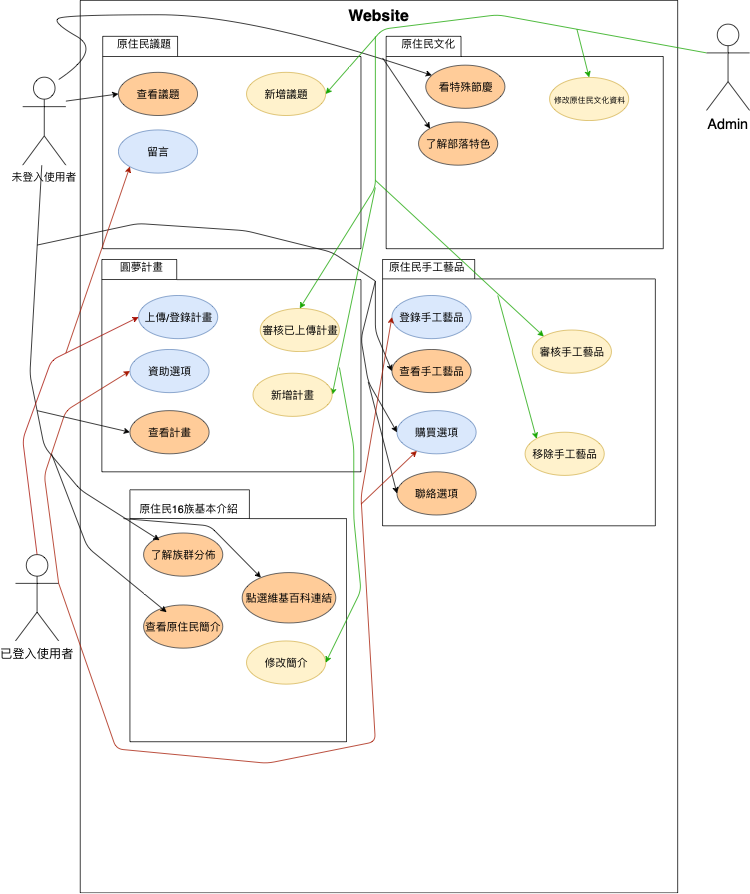 Website
原住民議題
原住民文化
查看議題
新增議題
看特殊節慶
修改原住民文化資料
Admin
留言
了解部落特色
未登入使用者
圓夢計畫
原住民手工藝品
上傳/登錄計畫
審核已上傳計畫
登錄手工藝品
審核手工藝品
資助選項
查看手工藝品
新增計畫
查看計畫
購買選項
移除手工藝品
聯絡選項
原住民16族基本介紹
了解族群分佈
點選維基百科連結
查看原住民簡介
已登入使用者
修改簡介